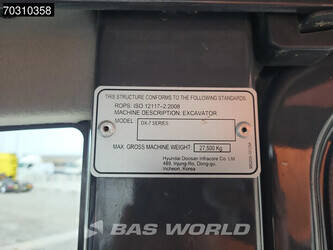 70310358
THIS STRUCTURE CONFORMS TO THE FOLLOWING STANDARDS.
ROPS: ISO 12117-2:2008
MACHINE DESCRIPTION: EXCAVATOR
MODEL DX-7 SERIES
MAX GROSS MACHINE WEIGHT: 27,500 Kg
Hyundai Doosan Infracore Co. Ltd.
489, Injung-Ro, Dong-gu,
Incheon, Korea
BAS WORLD